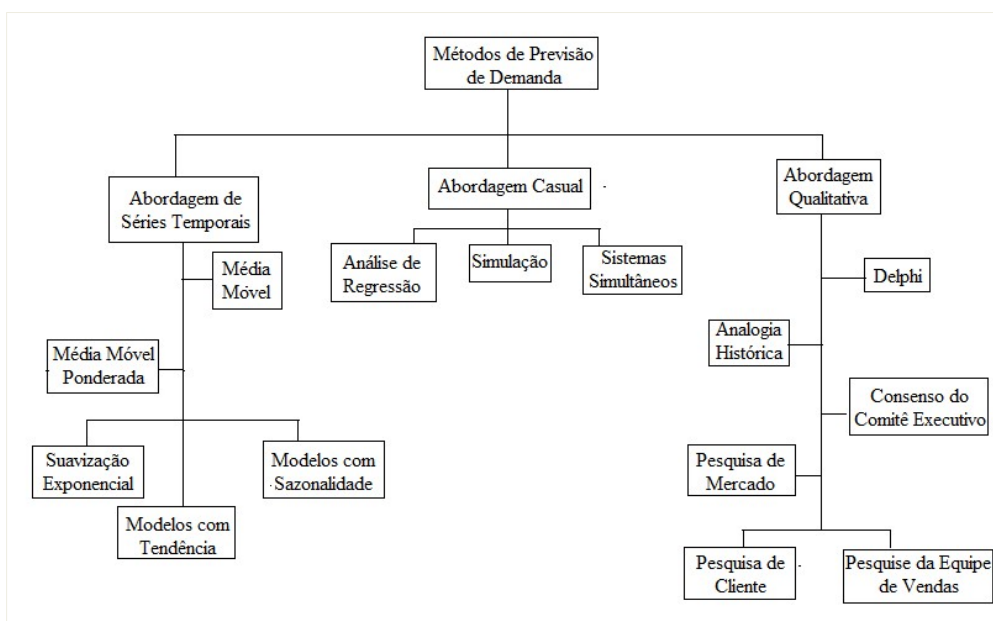 Métodos de Previsão
de Demanda
Abordagem de
Séries Temporais
Abordagem Casual
Abordagem
Qualitativa
Média
Móvel
Análise de
Regressão
Simulação
Sistemas
Simultâneos
Delphi
Analogia
Histórica
Média Móvel
Ponderada
Consenso do
Comitê Executivo
Suavização
Exponencial
Modelos com
Sazonalidade
Pesquisa de
Mercado
Modelos com
Tendência
Pesquisa de
Cliente
Pesquise da Equipe
de Vendas